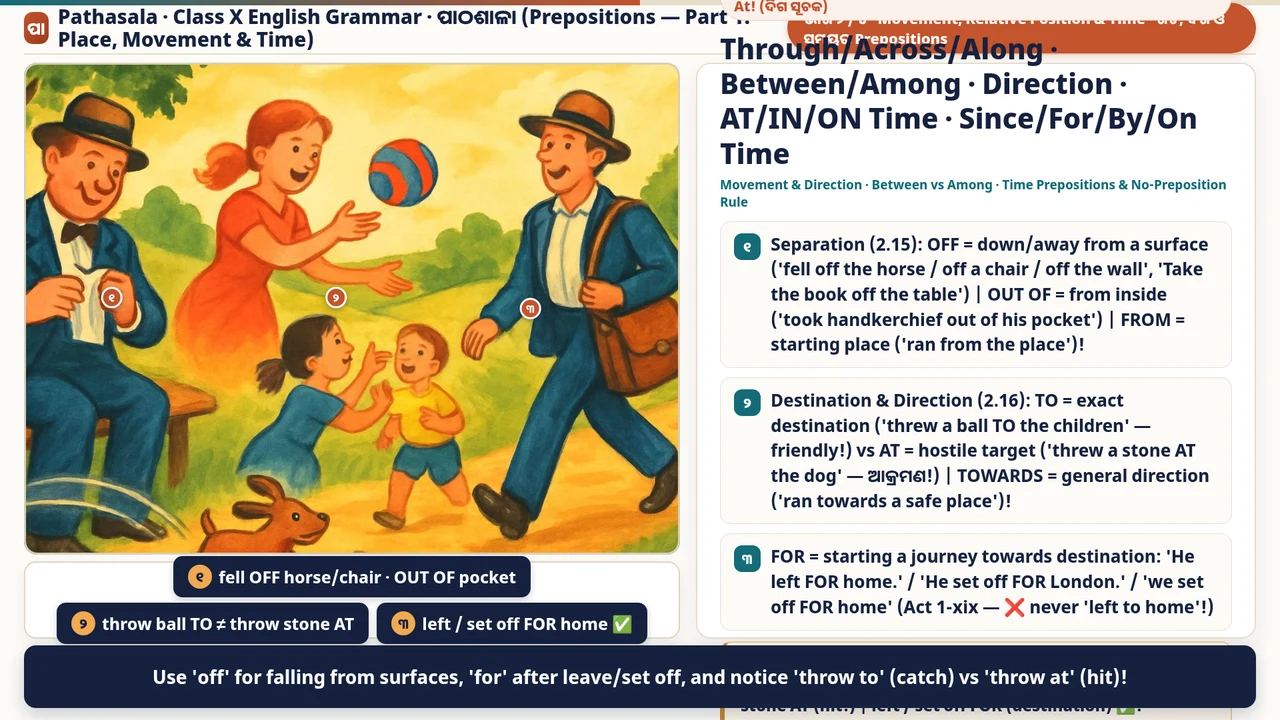 ପା
Pathasala · Class X English Grammar · ପାଠଶାଳା (Prepositions — Part 1:
Place, Movement & Time)
At! (ଦିଗ ସୂଚକ)
Prepositions
Through/Across/Along ·
Between/Among · Direction ·
AT/IN/ON Time · Since/For/By/On
Time
Movement & Direction · Between vs Among · Time Prepositions & No-Preposition
Rule
୧ Separation (2.15): OFF = down/away from a surface
('fell off the horse / off a chair / off the wall', 'Take
the book off the table') | OUT OF = from inside
('took handkerchief out of his pocket') | FROM =
starting place ('ran from the place')!
୨ Destination & Direction (2.16): TO = exact
destination ('threw a ball TO the children' —
friendly!) vs AT = hostile target ('threw a stone AT
the dog' — ଆକ୍ରମଣ!) | TOWARDS = general direction
('ran towards a safe place')!
୩ FOR = starting a journey towards destination: 'He
left FOR home.' / 'He set off FOR London.' / 'we set
off FOR home' (Act 1-xix — ❌ never 'left to home'!)
୧
୨
୩
୧ fell OFF horse/chair · OUT OF pocket
୨ throw ball TO ≠ throw stone AT
୩ left / set off FOR home ✅
Use 'off' for falling from surfaces, 'for' after leave/set off, and notice 'throw to' (catch) vs 'throw at' (hit)!